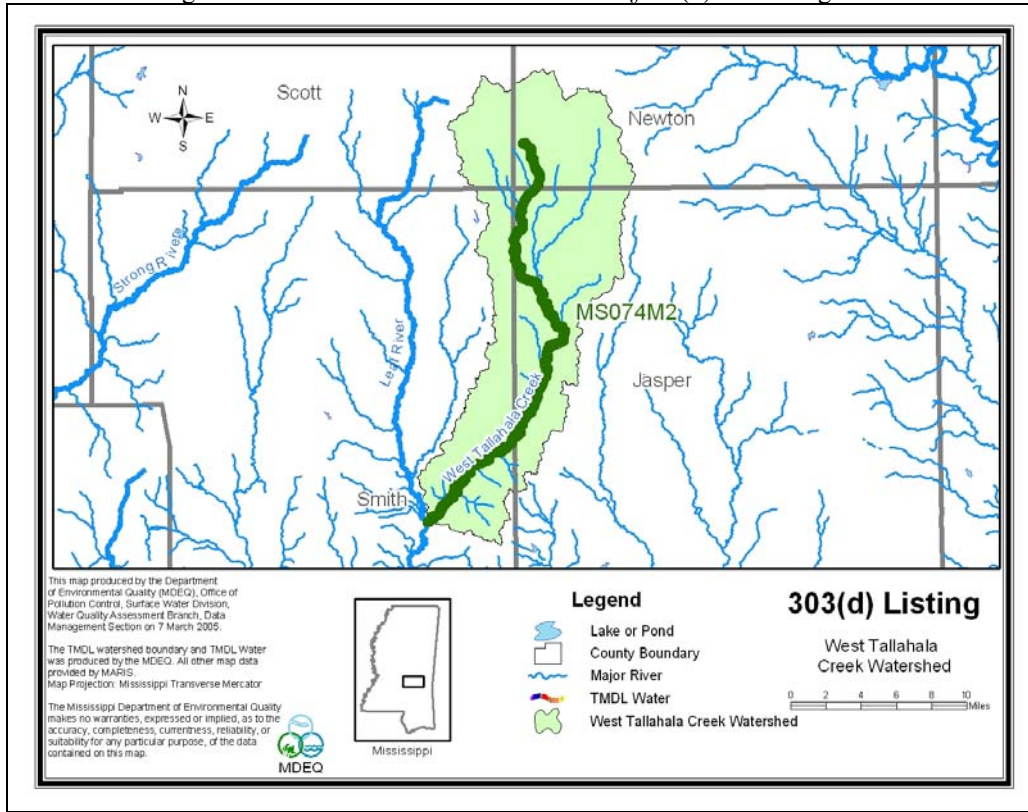 N
W E
S
Scott
Newton
Strong River
Leaf River
MS074M2
Jasper
West Tallahala Creek
Smith
This map produced by the Department
of Environmental Quality (MDEQ), Office of
Pollution Control, Surface Water Division,
Water Quality Assessment Branch, Data
Management Section on 7 March 2005.
The TMDL watershed boundary and TMDL Water
was produced by the MDEQ. All other map data
provided by MARIS.
Map Projection: Mississippi Transverse Mercator
The Mississippi Department of Environmental Quality
makes no warranties, expressed or implied, as to the
accuracy, completeness, currentness, reliability, or
suitability for any particular purpose, of the data
contained on this map.
MDEQ
Mississippi
Legend
Lake or Pond
County Boundary
Major River
TMDL Water
West Tallahala Creek Watershed
303(d) Listing
West Tallahala
Creek Watershed
0 2 4 6 8 10
Miles